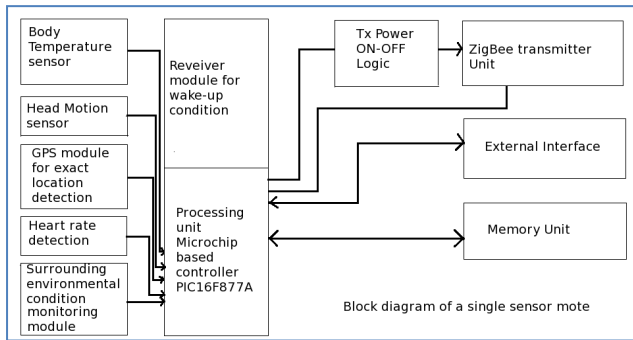 Body
Temperature
sensor
Head Motion
sensor
GPS module
for exact
location
detection
Heart rate
detection
Surrounding
environmental
condition
monitoring
module
Reveiver
module for
wake-up
condition
Processing
unit
Microchip
based
controller
PIC16F877A
Tx Power
ON-OFF
Logic
ZigBee transmitter
Unit
External Interface
Memory Unit
Block diagram of a single sensor mote